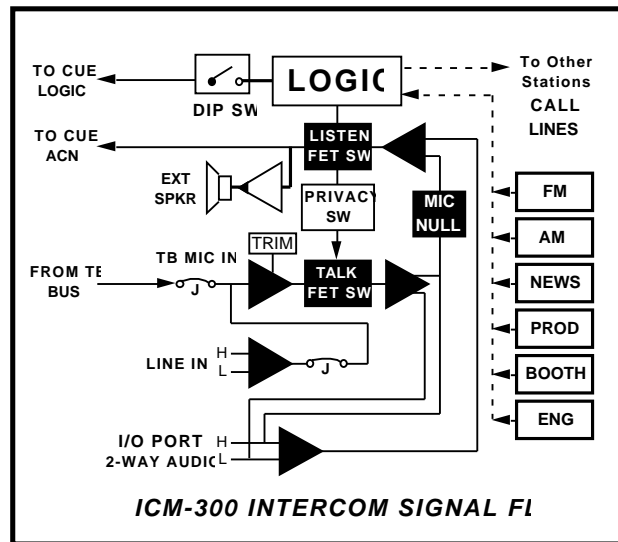 TO CUE
LOGIC
DIP SW
LOGIC
To Other
Stations
CALL
LINES
TO CUE
ACN
LISTEN
FET SW
EXT
SPKR
PRIVACY
SW
MIC
NULL
FM
AM
NEWS
PROD
BOOTH
ENG
TRIM
TB MIC IN
FROM TB
BUS
J
TALK
FET SW
LINE IN
H
L
J
I/O PORT
2-WAY AUDIO
H
L
ICM-300 INTERCOM SIGNAL FL